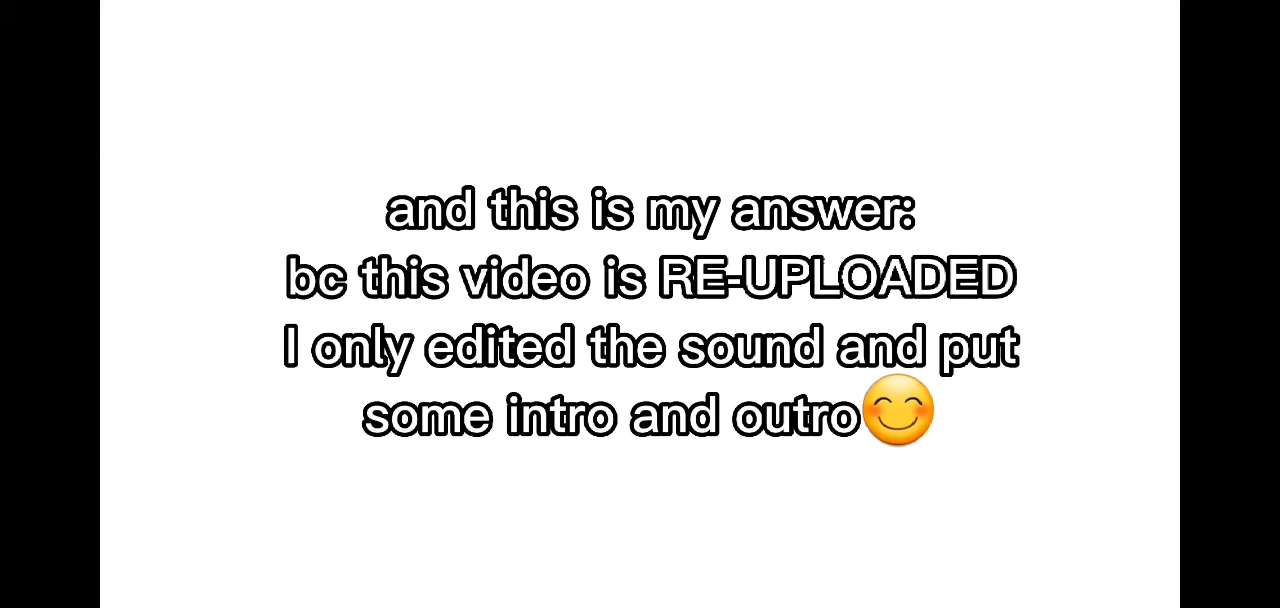 and this is my answer:
bc this video is RE-UPLOADED
I only edited the sound and put
some intro and outro😊